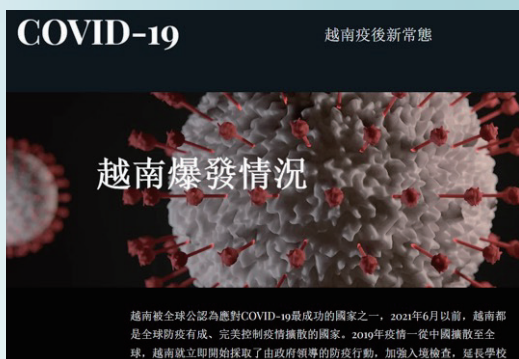 COVID-19
越南疫後新常態
越南爆發情況
越南被全球公認為應對COVID-19最成功的國家之一，2021年6月以前，越南都
是全球防疫有成、完美控制疫情擴散的國家。2019年疫情一從中國擴散至全
球，越南就立即開始採取了由政府領導的防疫行動，加強入境檢查，延長學校